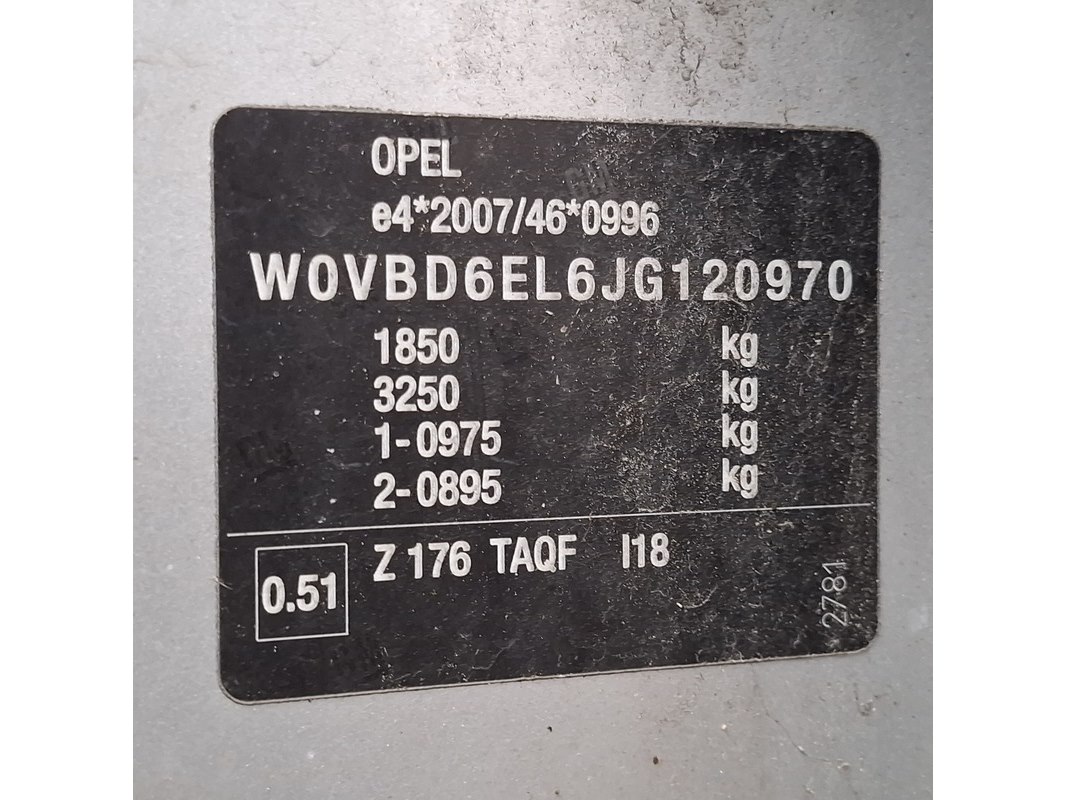 OPEL
e4*2007/46*0996
W0VBD6EL6JG120970
1850 kg
3250 kg
1-0975 kg
2-0895 kg
0.51 Z 176 TAQF I18
2781